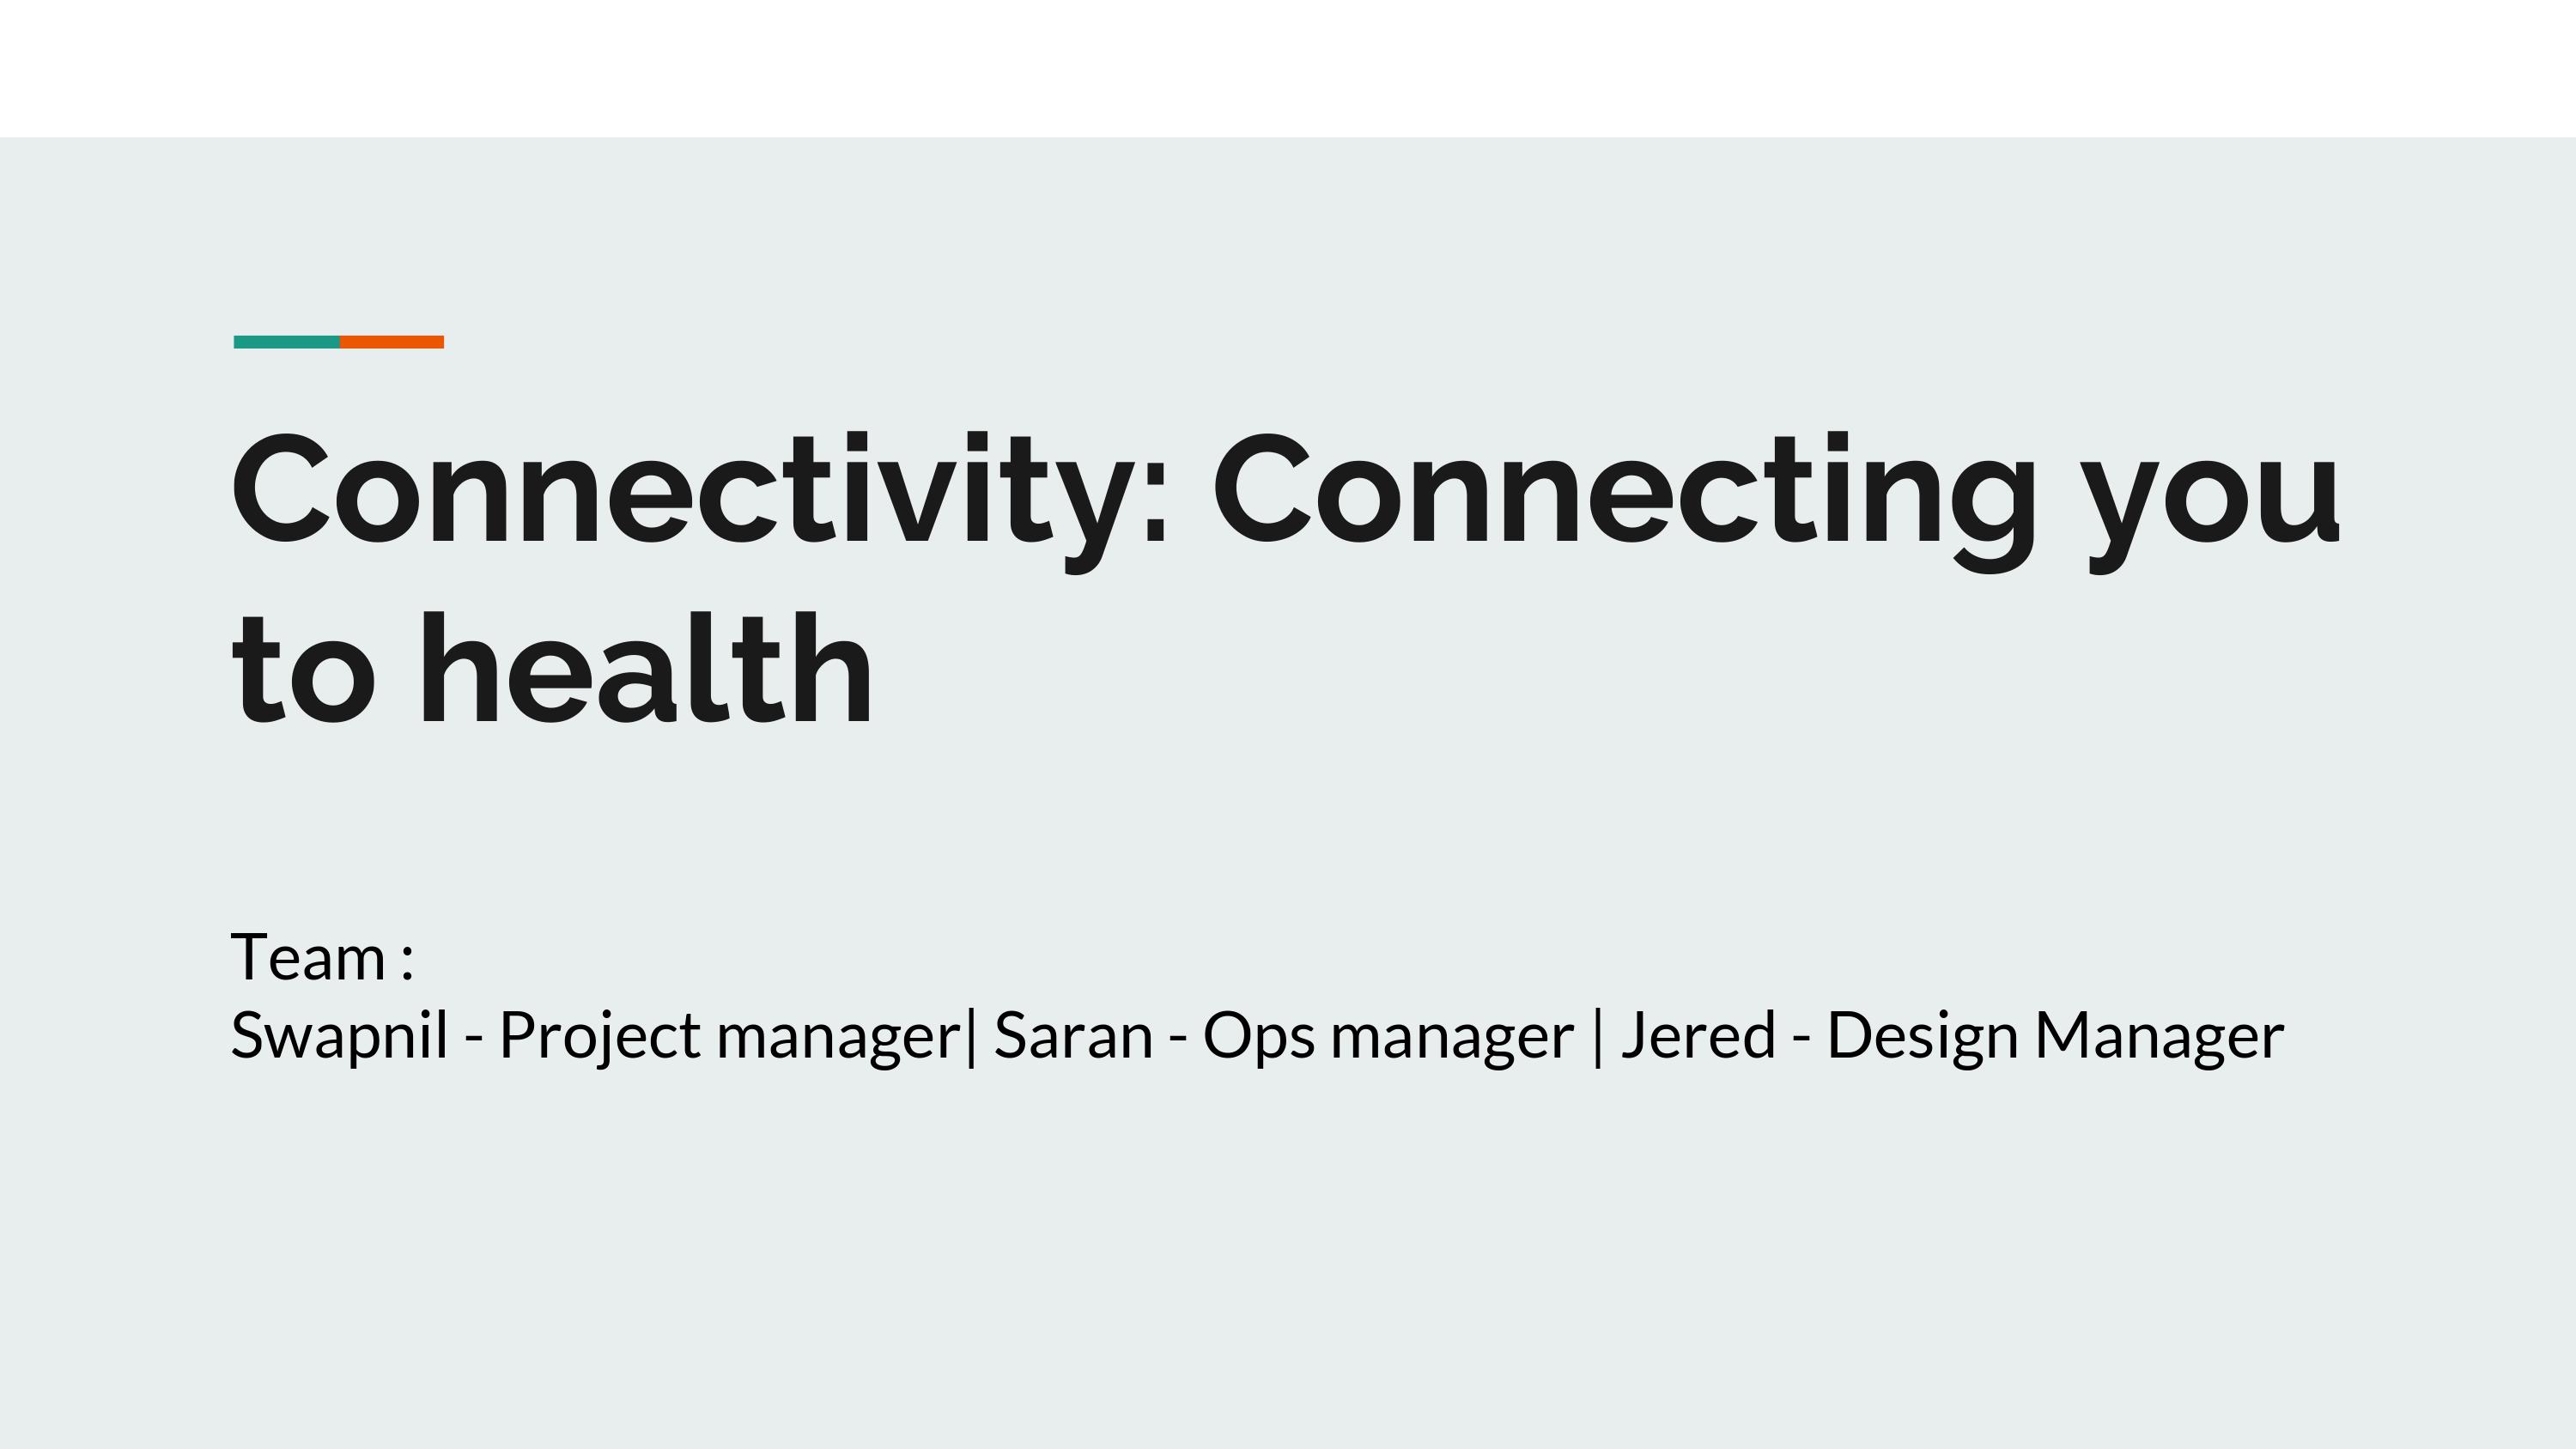 Connectivity: Connecting you
to health
Team :
Swapnil - Project manager| Saran - Ops manager | Jered - Design Manager